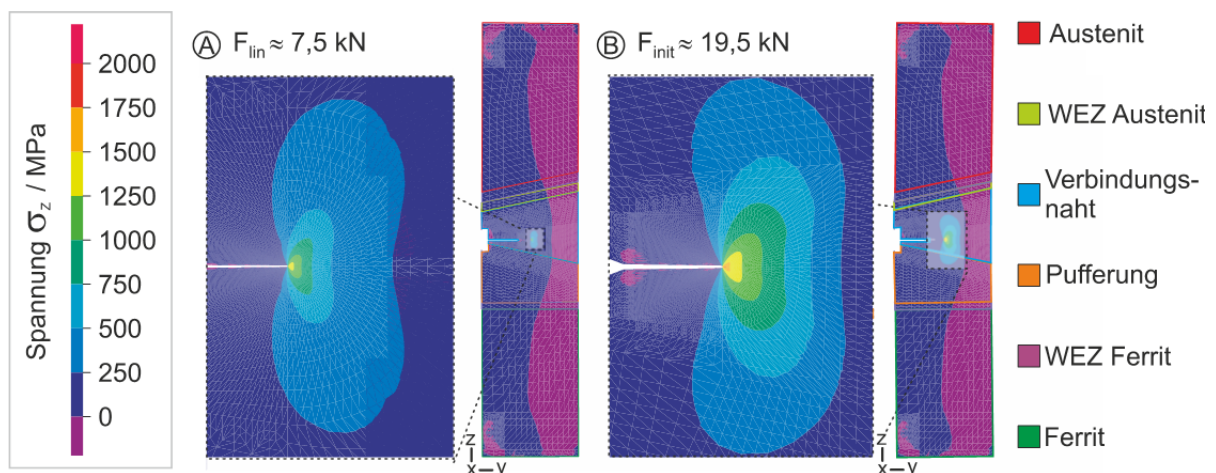 Spannung σz / MPa
2000
1750
1500
1250
1000
750
500
250
0
A Flin ≈ 7,5 kN
B Finit ≈ 19,5 kN
z
x y
z
x y
Austenit
WEZ Austenit
Verbindungs-
naht
Pufferung
WEZ Ferrit
Ferrit